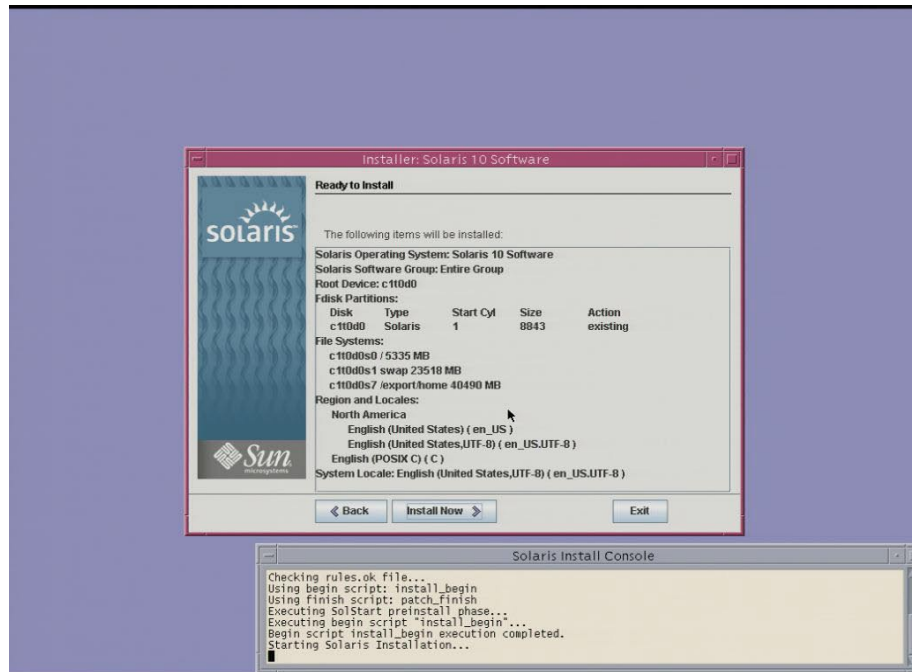 Installer: Solaris 10 Software
Ready to Install
solaris
The following items will be installed:
Solaris Operating System: Solaris 10 Software
Solaris Software Group: Entire Group
Root Device: c1t0d0
Fdisk Partitions:
Disk Type Start Cyl Size Action
c1t0d0 Solaris 1 8843 existing
File Systems:
c1t0d0s0 / 5335 MB
c1t0d0s1 swap 23518 MB
c1t0d0s7 /export/home 40490 MB
Region and Locales:
North America
English (United States) ( en_US )
English (United States,UTF-8) ( en_US.UTF-8 )
English (POSIX C) ( C )
System Locale: English (United States,UTF-8) ( en_US.UTF-8 )
Sun
microsystems
Back Install Now Exit
Solaris Install Console
Checking rules.ok file...
Using begin script: install_begin
Using finish script: patch_finish
Executing SolStart preinstall phase...
Executing begin script "install_begin"...
Begin script install_begin execution completed.
Starting Solaris Installation...